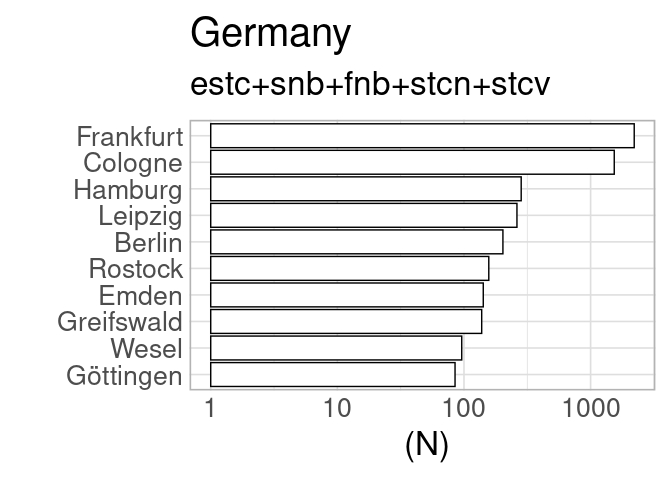 Germany
estc+snb+fnb+stcn+stcv
Frankfurt
Cologne
Hamburg
Leipzig
Berlin
Rostock
Emden
Greifswald
Wesel
Göttingen
1 10 100 1000
(N)